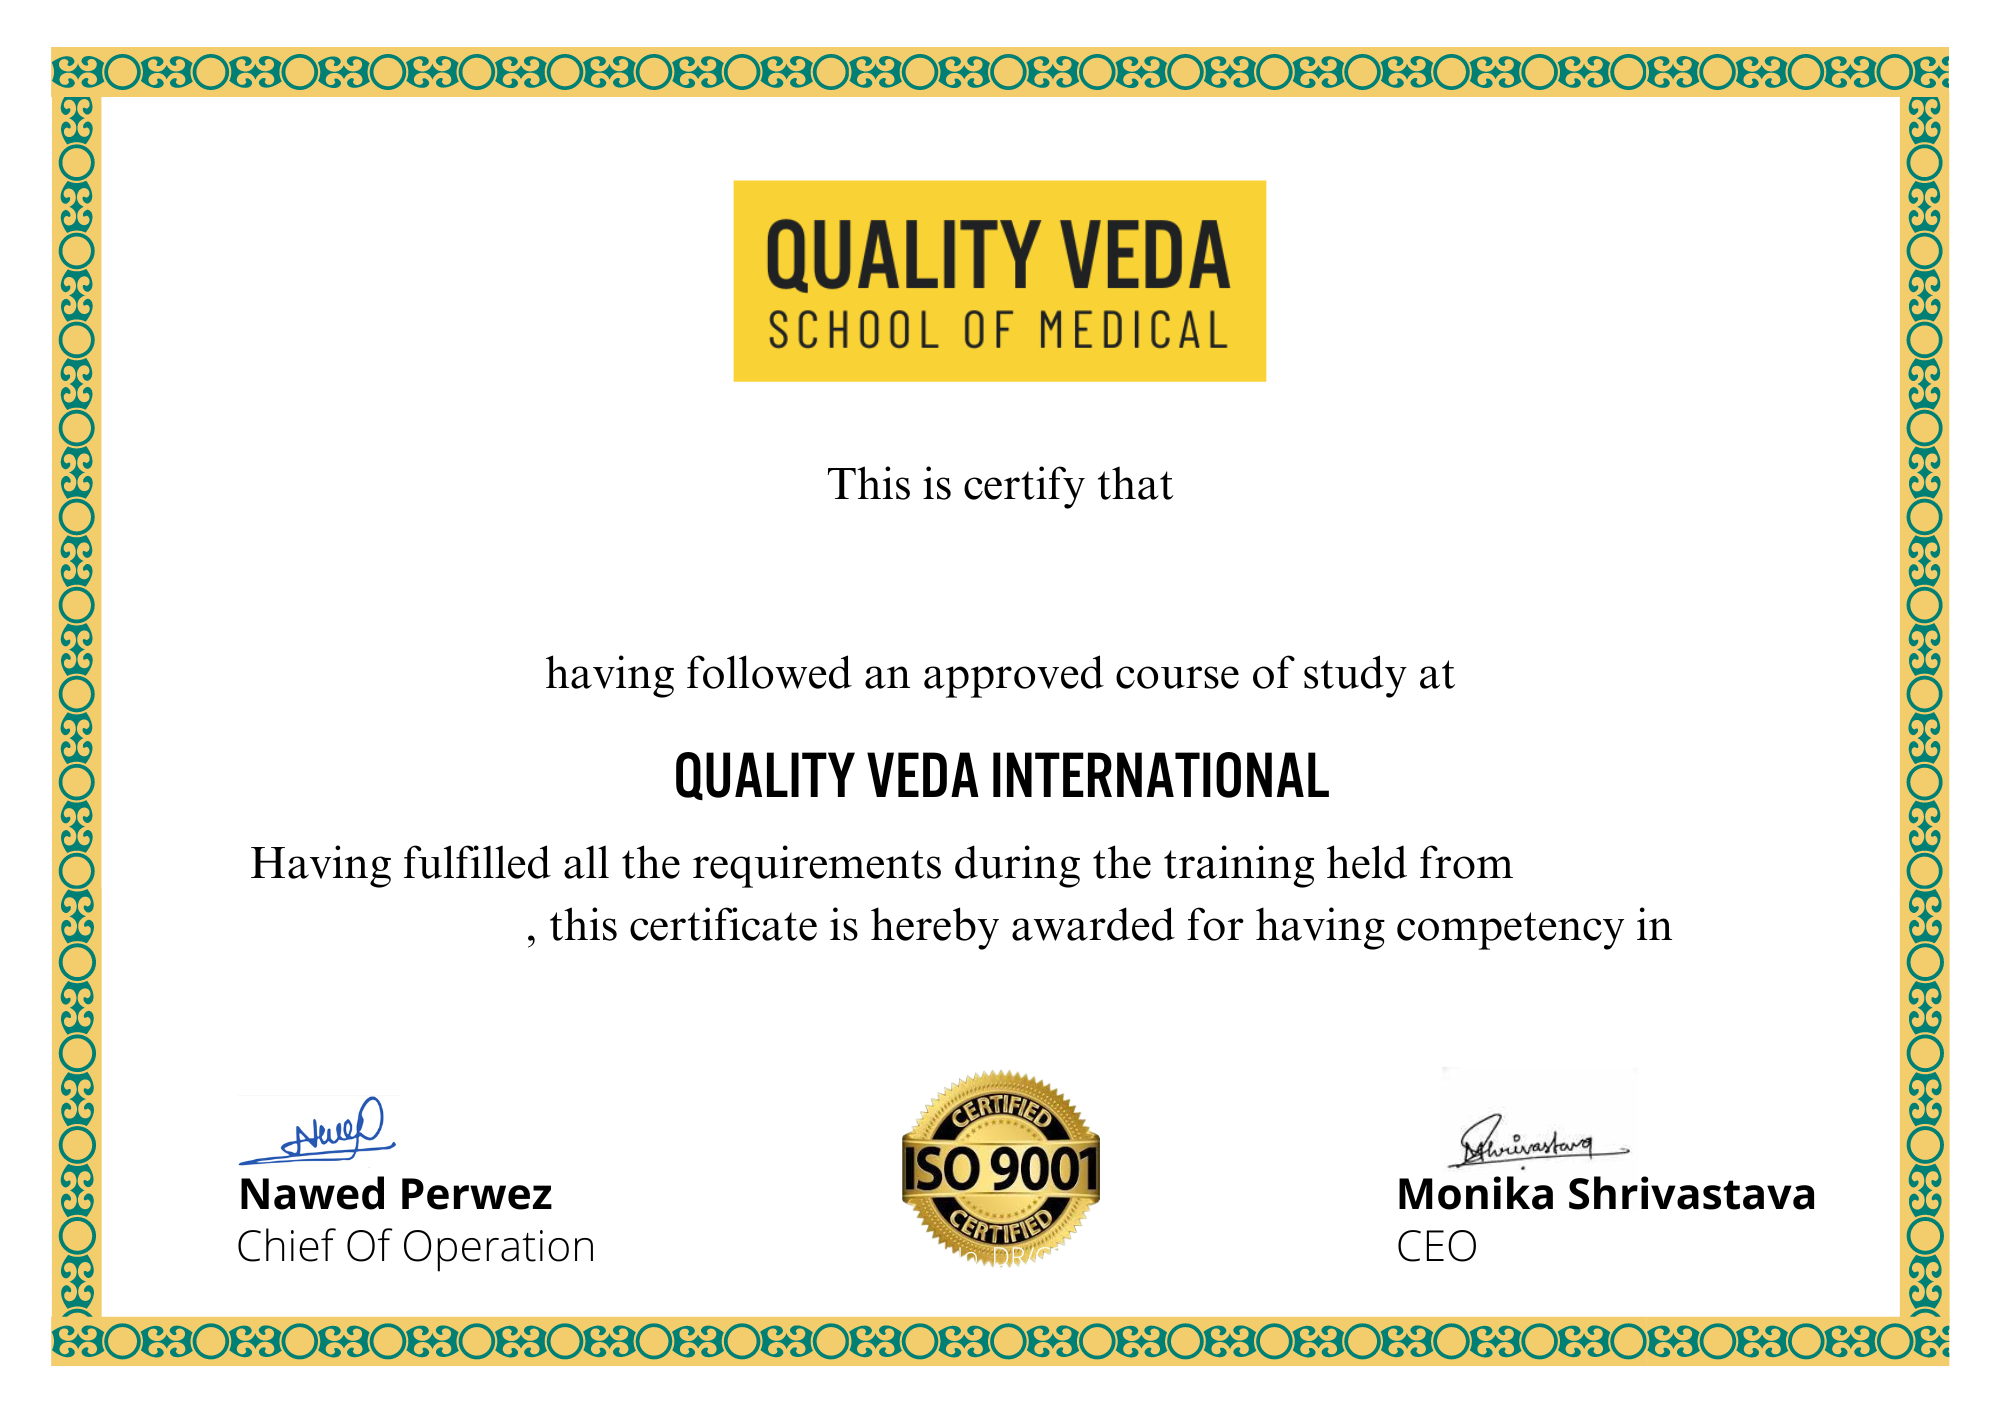 QUALITY VEDA
SCHOOL OF MEDICAL
This is certify that
having followed an approved course of study at
QUALITY VEDA INTERNATIONAL
Having fulfilled all the requirements during the training held from
, this certificate is hereby awarded for having competency in
Nawed Perwez
Chief Of Operation
CERTIFIED
ISO 9001
CERTIFIED
Shrivastava
Monika Shrivastava
CEO